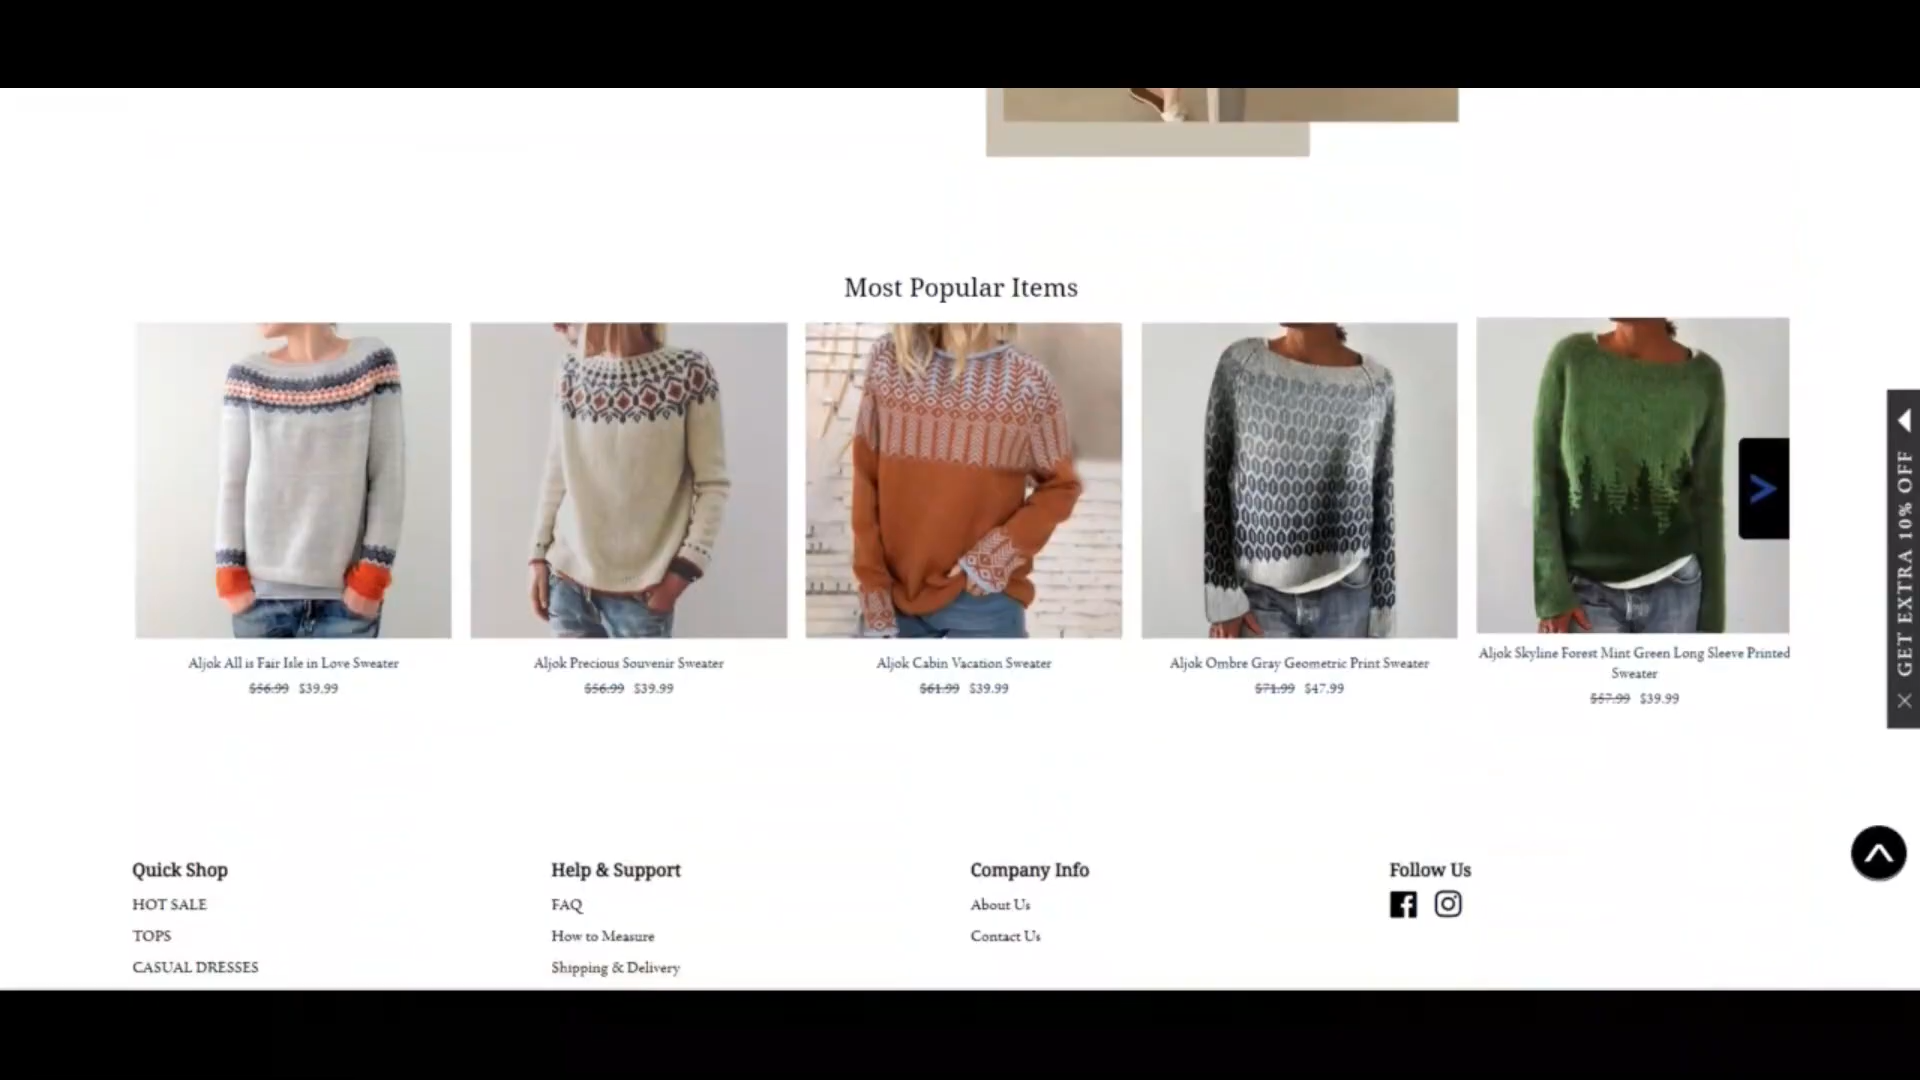 Most Popular Items
Aljok All is Fair Isle in Love Sweater
$56.99 $39.99
Aljok Precious Souvenir Sweater
$56.99 $39.99
Aljok Cabin Vacation Sweater
$61.99 $39.99
Aljok Ombre Gray Geometric Print Sweater
$71.99 $47.99
Aljok Skyline Forest Mint Green Long Sleeve Printed
Sweater
$57.99 $39.99
GET EXTRA 10% OFF
Quick Shop
HOT SALE
TOPS
CASUAL DRESSES
Help & Support
FAQ
How to Measure
Shipping & Delivery
Company Info
About Us
Contact Us
Follow Us